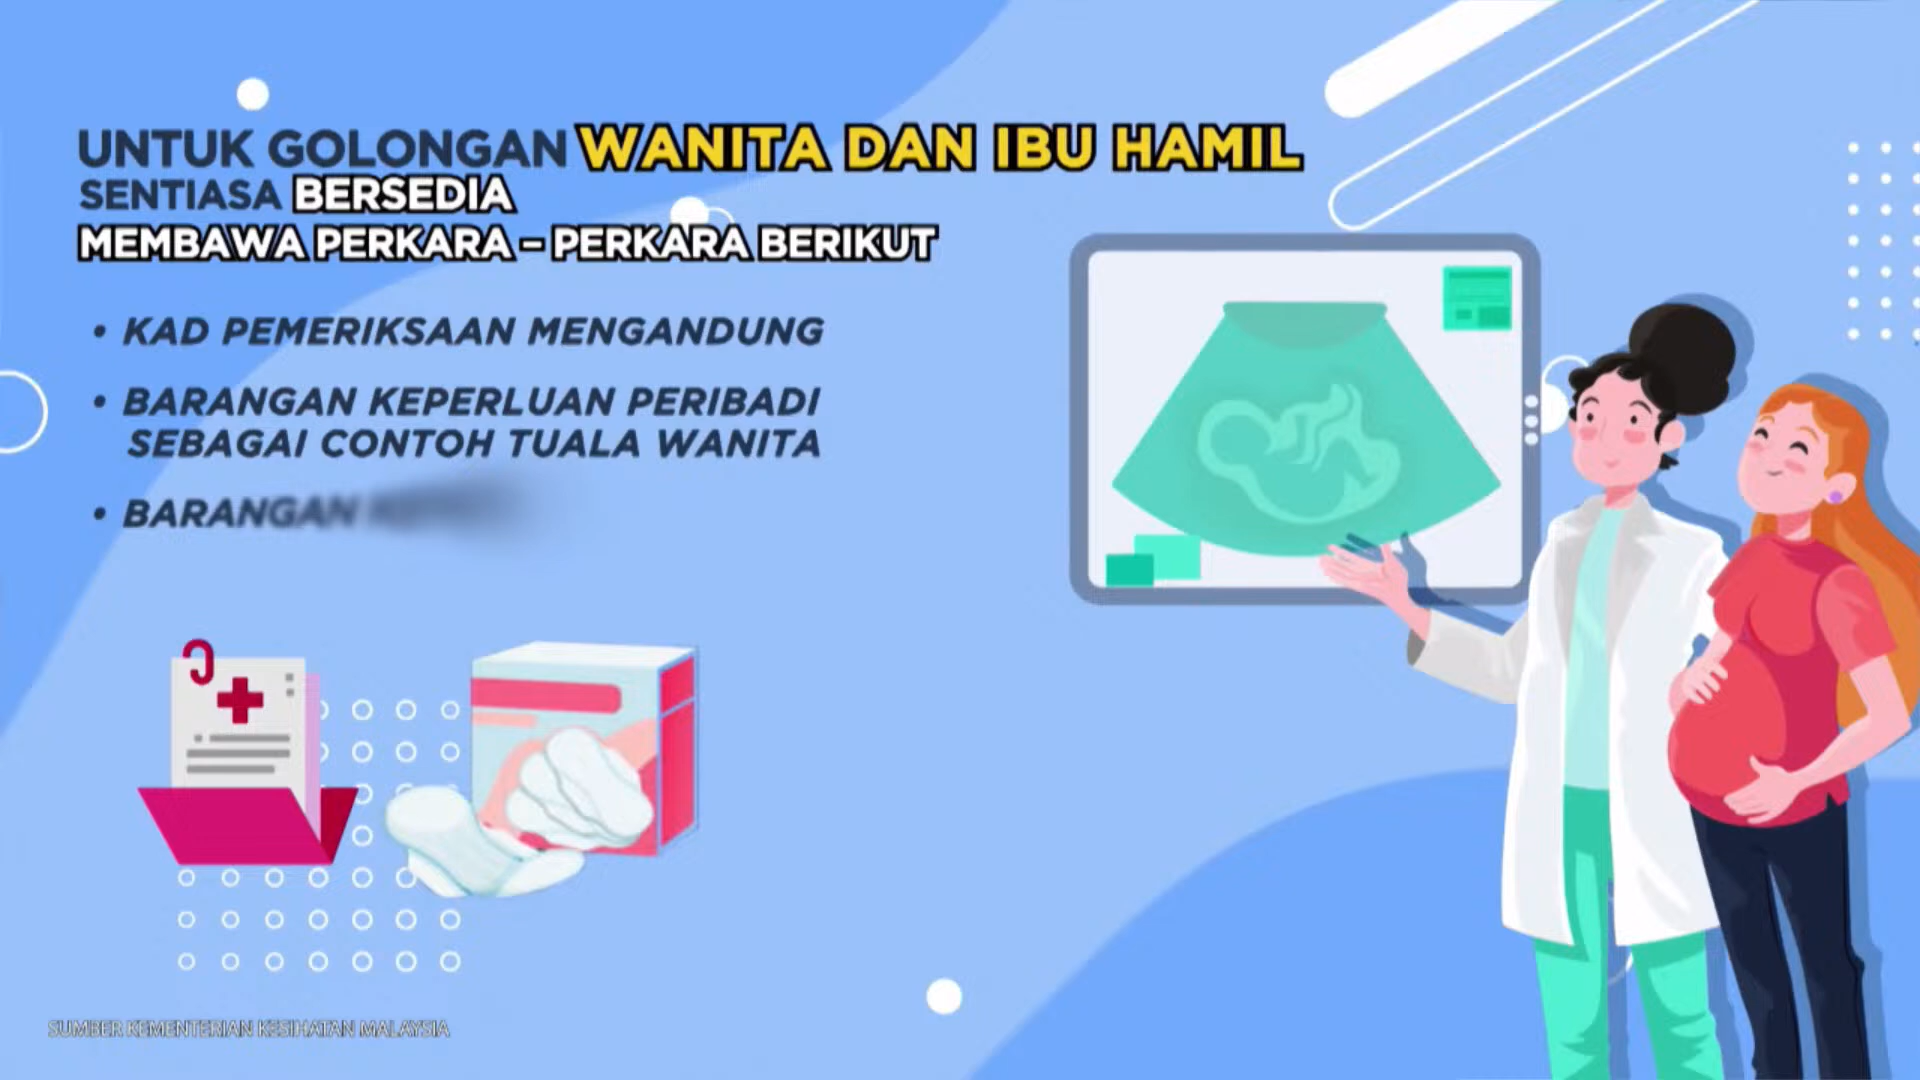 UNTUK GOLONGAN WANITA DAN IBU HAMIL
SENTIASA BERSEDIA
MEMBAWA PERKARA – PERKARA BERIKUT
• KAD PEMERIKSAAN MENGANDUNG
• BARANGAN KEPERLUAN PERIBADI
SEBAGAI CONTOH TUALA WANITA
• BARANGAN
SUMBER KEMENTERIAN KESIHATAN MALAYSIA